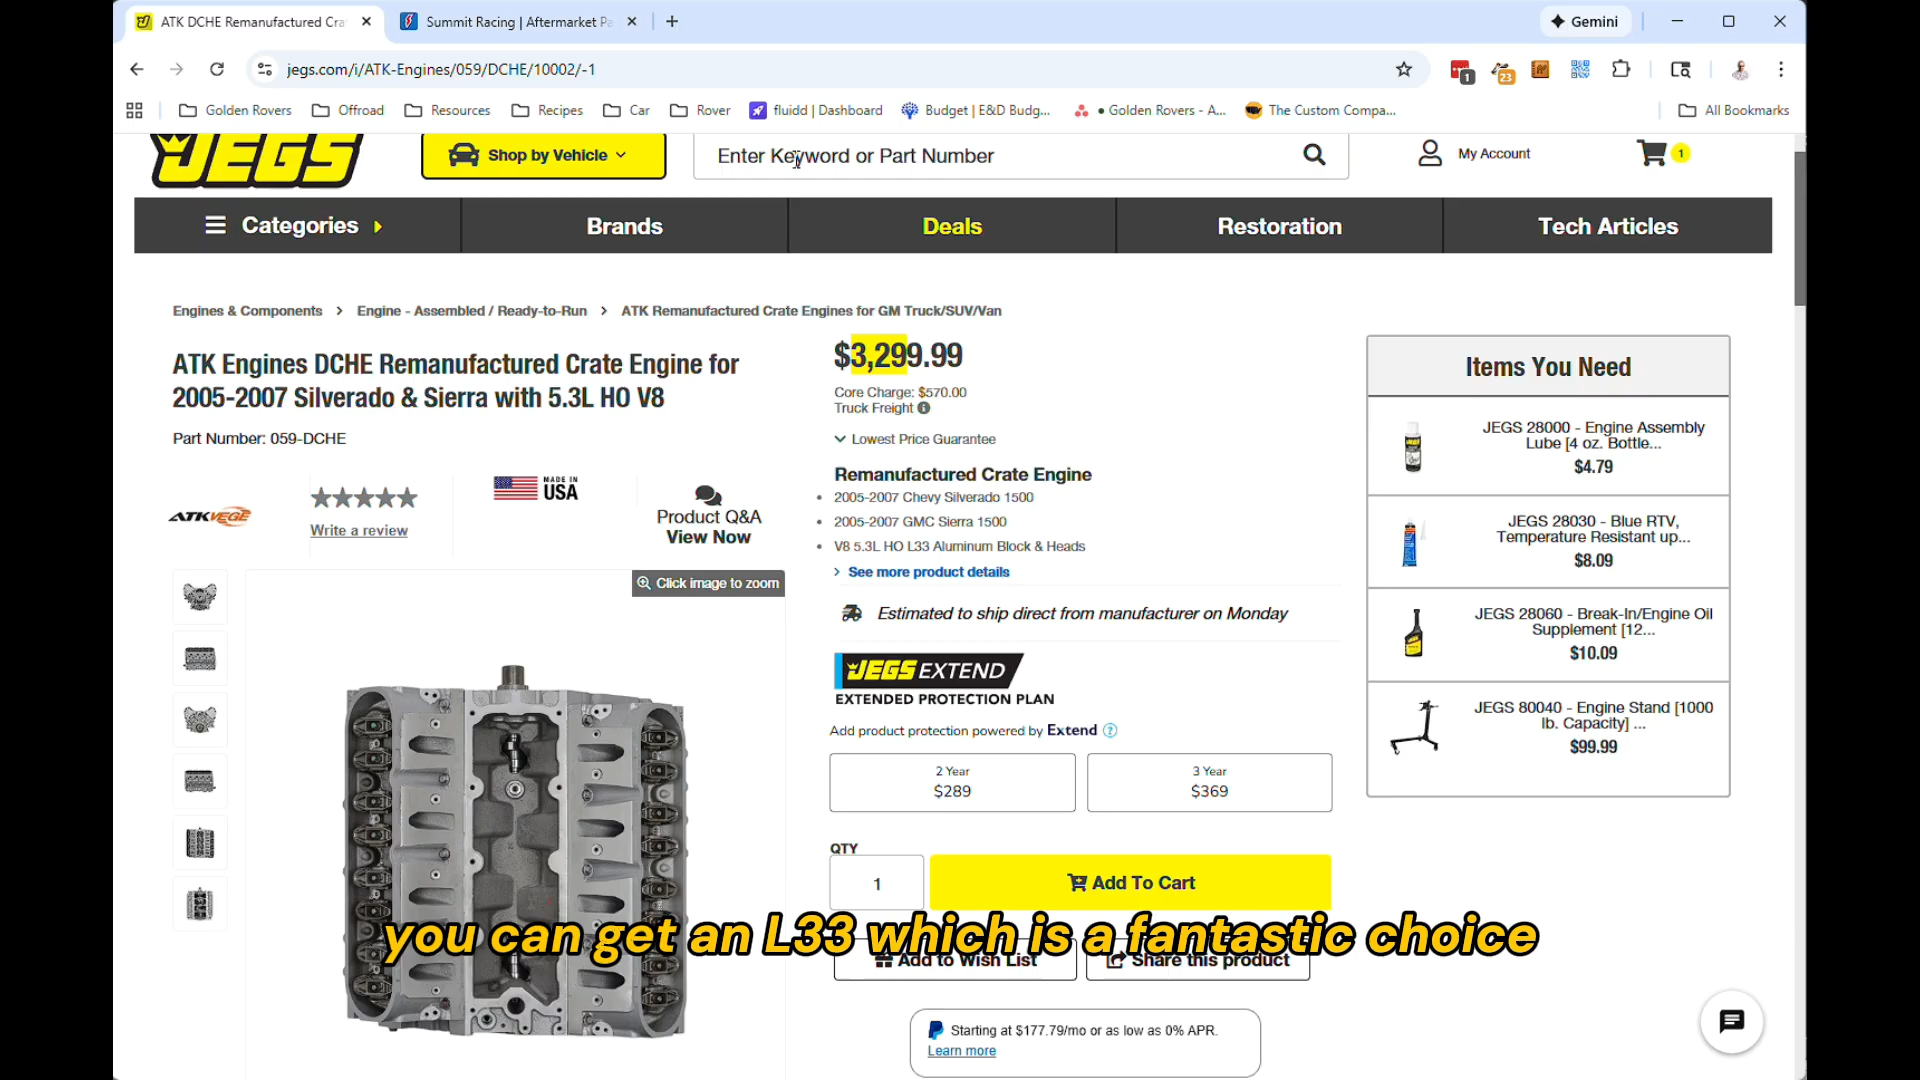 ATK DCHE Remanufactured Cra
Summit Racing | Aftermarket Pa
Gemini
jegs.com/i/ATK-Engines/059/DCHE/10002/-1
1
23
Golden Rovers
Offroad
Resources
Recipes
Car
Rover
fluidd | Dashboard
Budget | E&D Budg...
• Golden Rovers - A...
The Custom Compa...
All Bookmarks
JEGS
Shop by Vehicle
Enter Keyword or Part Number
My Account
1
Categories
Brands
Deals
Restoration
Tech Articles
Engines & Components > Engine - Assembled / Ready-to-Run > ATK Remanufactured Crate Engines for GM Truck/SUV/Van
ATK Engines DCHE Remanufactured Crate Engine for
2005-2007 Silverado & Sierra with 5.3L HO V8
Part Number: 059-DCHE
ATKVEGE
Write a review
MADE IN
USA
Product Q&A
View Now
Click image to zoom
$3,299.99
Core Charge: $570.00
Truck Freight
Lowest Price Guarantee
Remanufactured Crate Engine
• 2005-2007 Chevy Silverado 1500
• 2005-2007 GMC Sierra 1500
• V8 5.3L HO L33 Aluminum Block & Heads
> See more product details
Estimated to ship direct from manufacturer on Monday
JEGS EXTEND
EXTENDED PROTECTION PLAN
Add product protection powered by Extend ?
2 Year
$289
3 Year
$369
QTY
1
Add To Cart
you can get an L33 which is a fantastic choice
Add to Wish List
Share this product
Starting at $177.79/mo or as low as 0% APR.
Learn more
Items You Need
JEGS 28000 - Engine Assembly
Lube [4 oz. Bottle...
$4.79
JEGS 28030 - Blue RTV,
Temperature Resistant up...
$8.09
JEGS 28060 - Break-In/Engine Oil
Supplement [12...
$10.09
JEGS 80040 - Engine Stand [1000
lb. Capacity] ...
$99.99